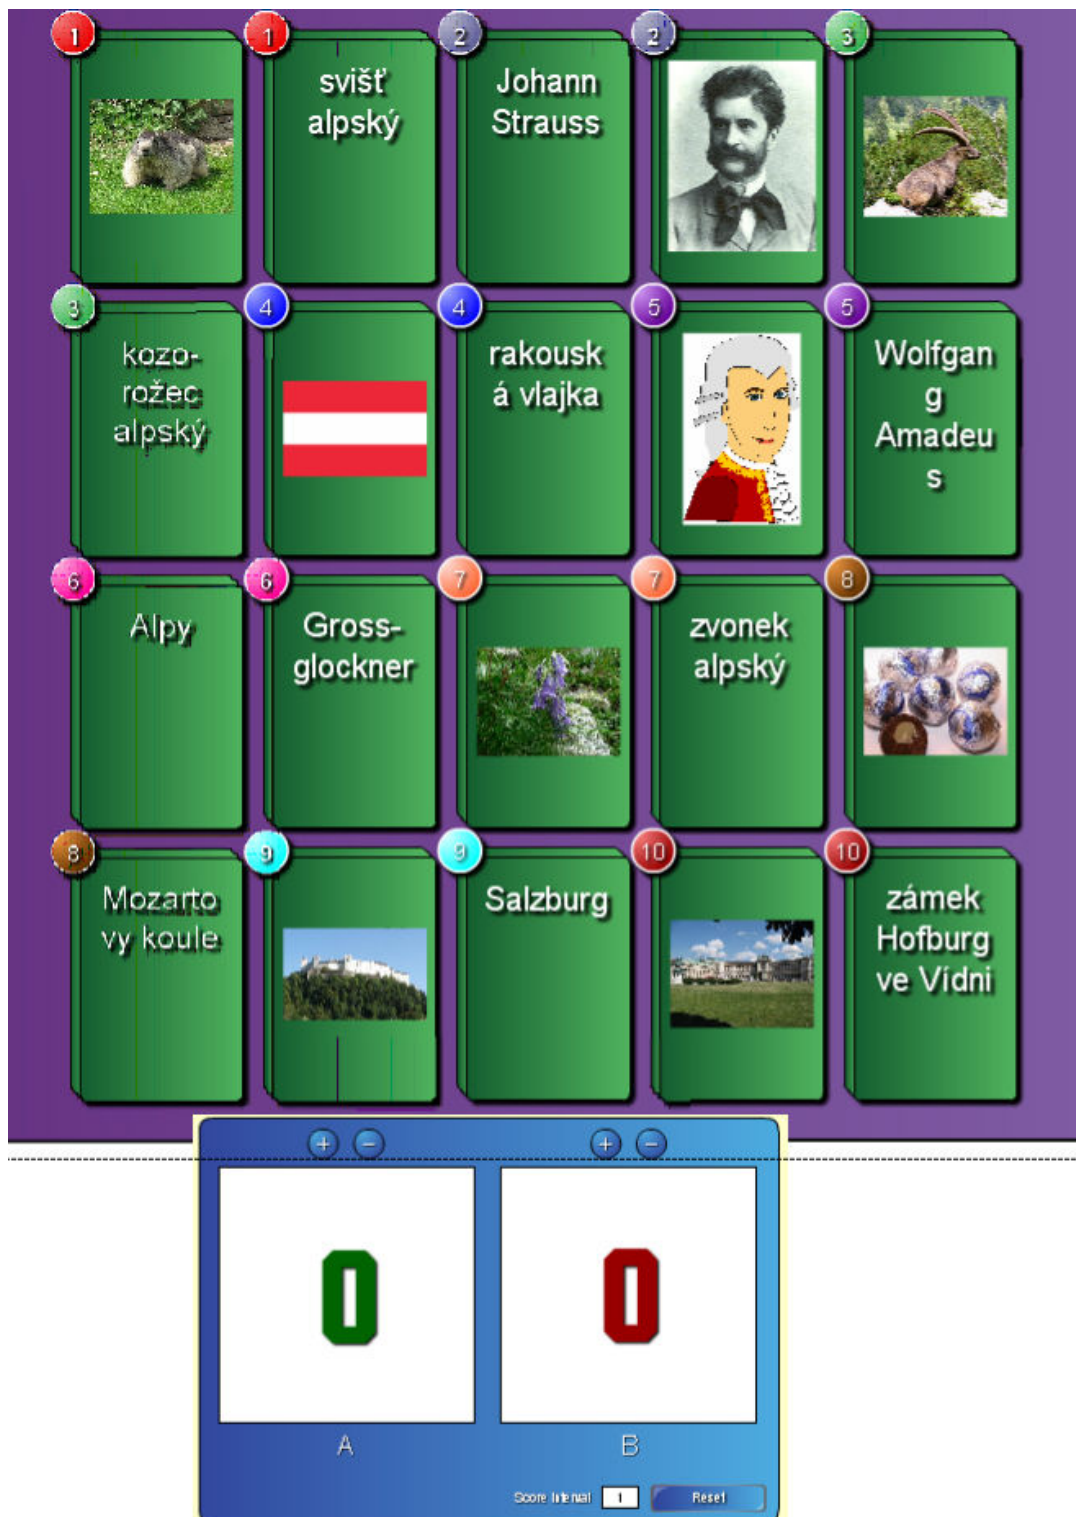 1
1
2
2
3
svišť
alpský
Johann
Strauss
3
4
4
5
5
kozo-
rožec
alpský
rakousk
á vlajka
Wolfgan
g
Amadeu
s
6
6
7
7
8
Alpy
Gross-
glockner
zvonek
alpský
8
9
9
10
10
Mozarto
vy koule
Salzburg
zámek
Hofburg
ve Vídni
+ −
+ −
0
0
A
B
Score Interval 1 Reset